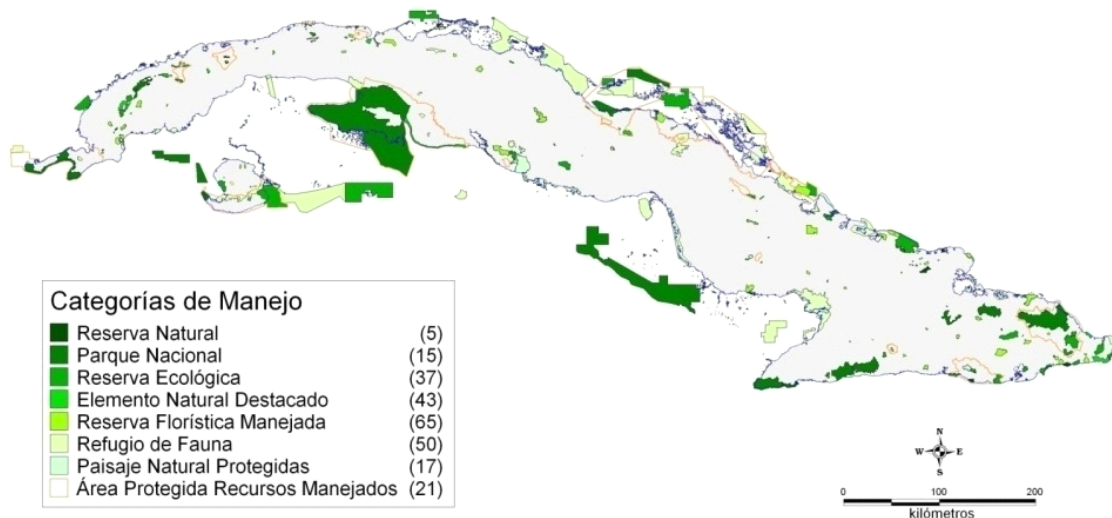 Categorías de Manejo
Reserva Natural (5)
Parque Nacional (15)
Reserva Ecológica (37)
Elemento Natural Destacado (43)
Reserva Florística Manejada (65)
Refugio de Fauna (50)
Paisaje Natural Protegidas (17)
Área Protegida Recursos Manejados (21)
N
W E
S
0 100 200
kilómetros